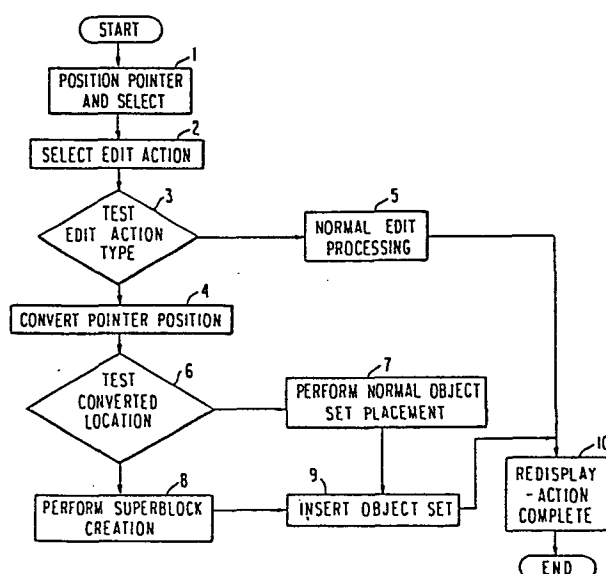 START
1
POSITION POINTER
AND SELECT
2
SELECT EDIT ACTION
3
TEST
EDIT ACTION
TYPE
5
NORMAL EDIT
PROCESSING
4
CONVERT POINTER POSITION
6
TEST
CONVERTED
LOCATION
7
PERFORM NORMAL OBJECT
SET PLACEMENT
8
PERFORM SUPERBLOCK
CREATION
9
INSERT OBJECT SET
10
REDISPLAY
-ACTION
COMPLETE
END